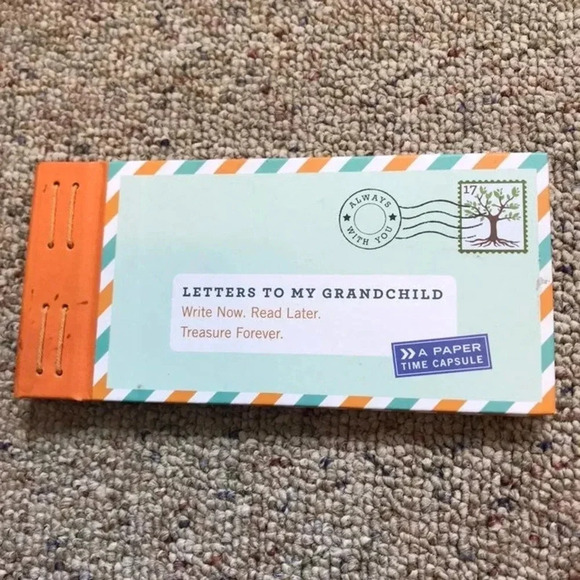 ALWAYS
WITH YOU
17
LETTERS TO MY GRANDCHILD
Write Now. Read Later.
Treasure Forever.
A PAPER
TIME CAPSULE